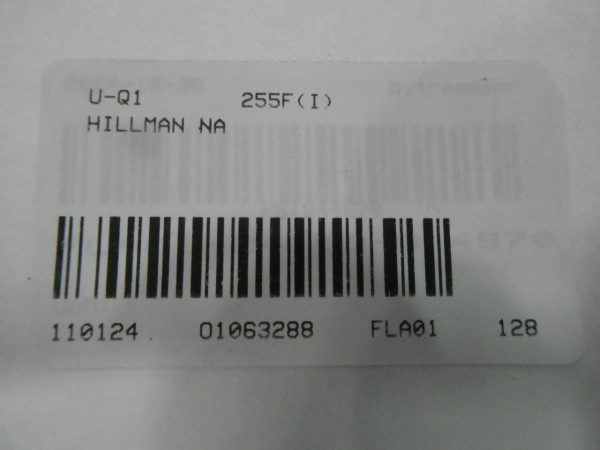 U-Q1 255F(I)
HILLMAN NA
110124 01063288 FLA01 128